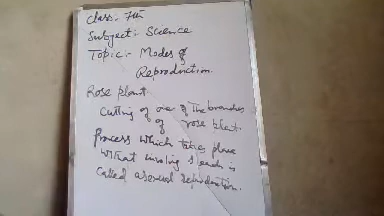 Class:- 7th
Subject:- Science
Topic:- Modes of
Reproduction
Rose plant
Cutting of one of the branches
of rose plant.
Process which takes place
without involving seeds is
called asexual reproduction.